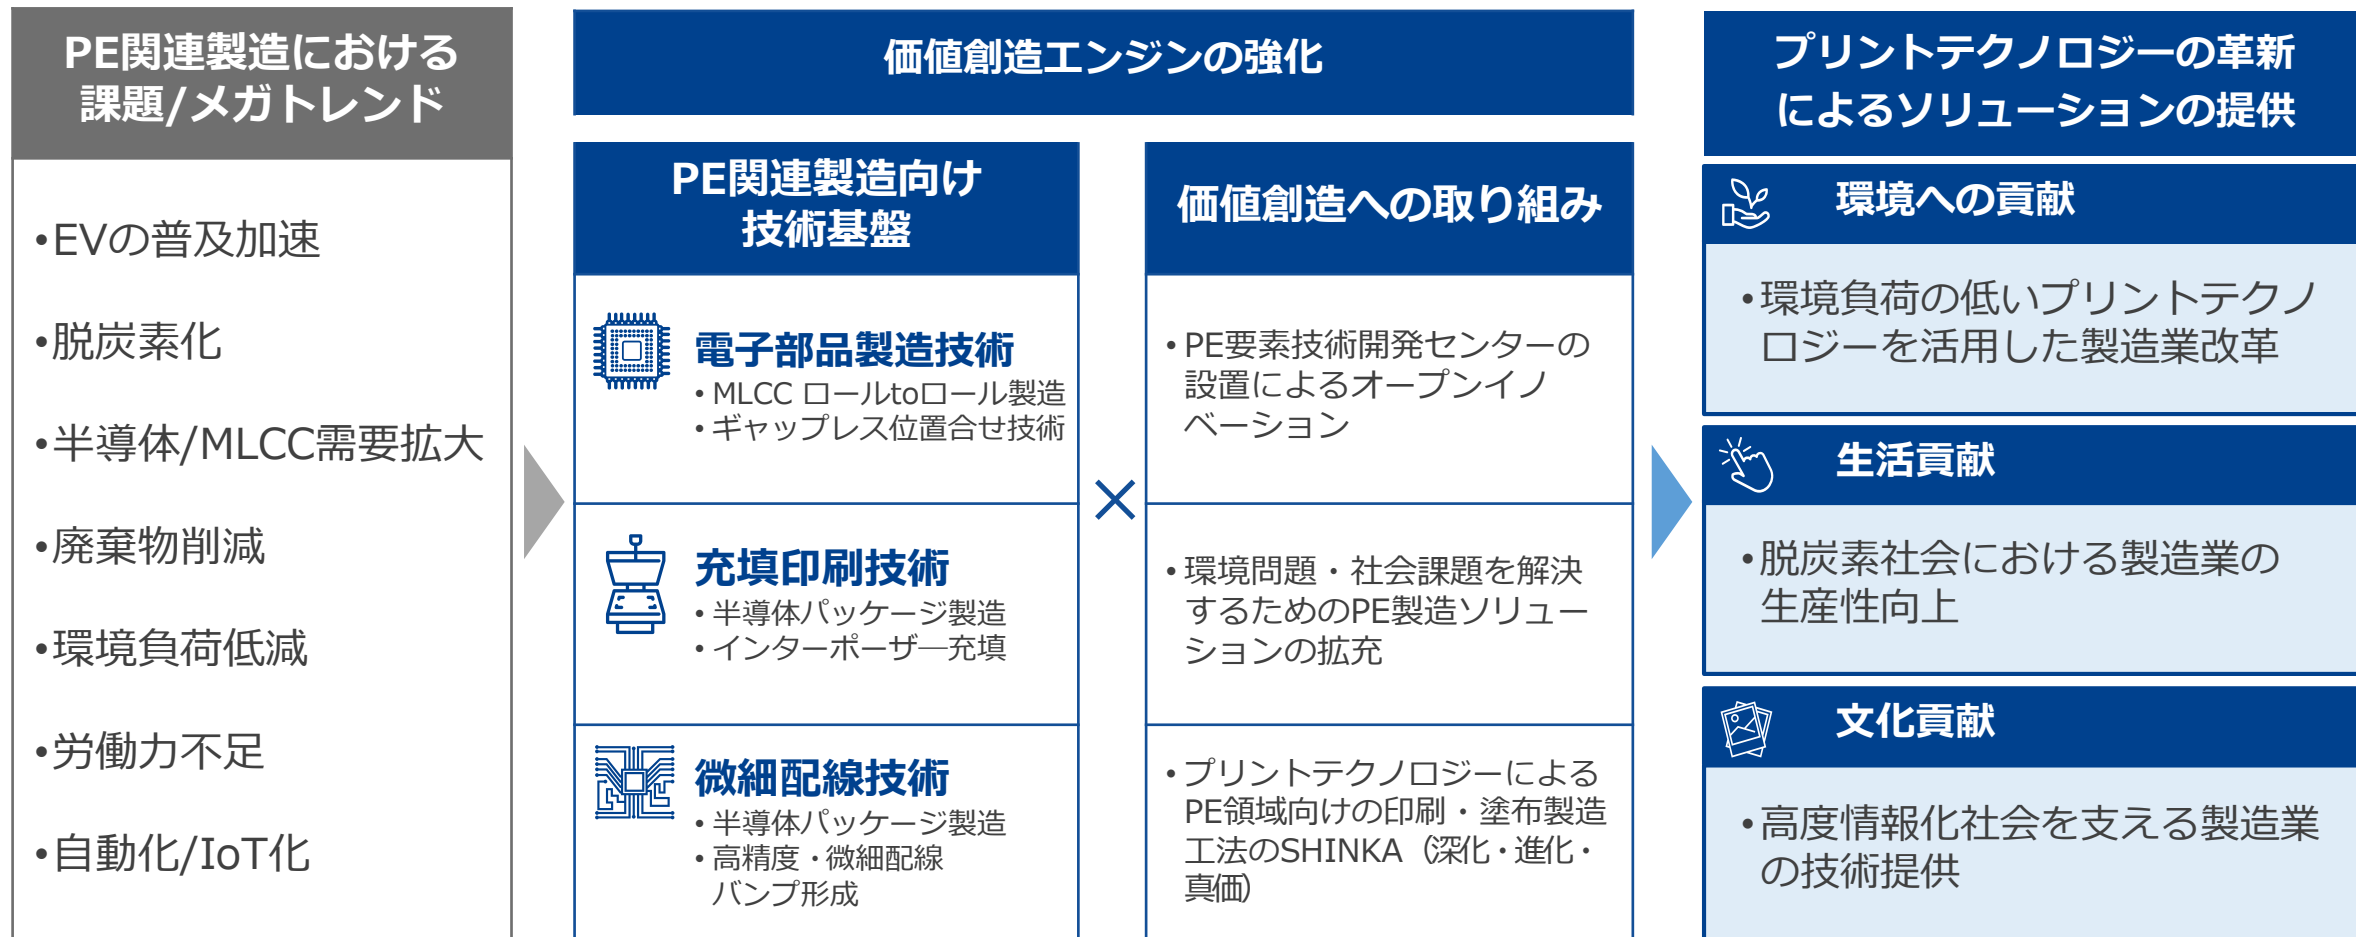 PE関連製造における
課題/メガトレンド
•EVの普及加速
•脱炭素化
•半導体/MLCC需要拡大
•廃棄物削減
•環境負荷低減
•労働力不足
•自動化/IoT化
価値創造エンジンの強化
PE関連製造向け
技術基盤
電子部品製造技術
• MLCC ロールtoロール製造
• ギャップレス位置合せ技術
充填印刷技術
• 半導体パッケージ製造
• インターポーザ―充填
微細配線技術
• 半導体パッケージ製造
• 高精度・微細配線
バンプ形成
×
価値創造への取り組み
• PE要素技術開発センターの
設置によるオープンイノ
ベーション
• 環境問題・社会課題を解決
するためのPE製造ソリュー
ションの拡充
• プリントテクノロジーによる
PE領域向けの印刷・塗布製造
工法のSHINKA（深化・進化・
真価）
プリントテクノロジーの革新
によるソリューションの提供
環境への貢献
•環境負荷の低いプリントテクノ
ロジーを活用した製造業改革
生活貢献
•脱炭素社会における製造業の
生産性向上
文化貢献
•高度情報化社会を支える製造業
の技術提供